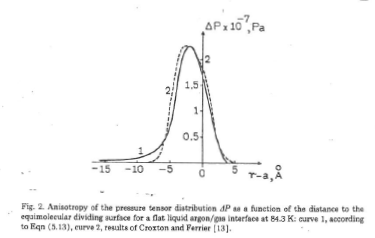 ΔP x 10⁻⁷, Pa
2
2
1,5
1
0,5
1
-15 -10 -5 0 5
r-a, Å
Fig. 2. Anisotropy of the pressure tensor distribution ΔP as a function of the distance to the
equimolecular dividing surface for a flat liquid argon/gas interface at 84.3 K: curve 1, according
to Eqn (5.13), curve 2, results of Croxton and Ferrier [13].